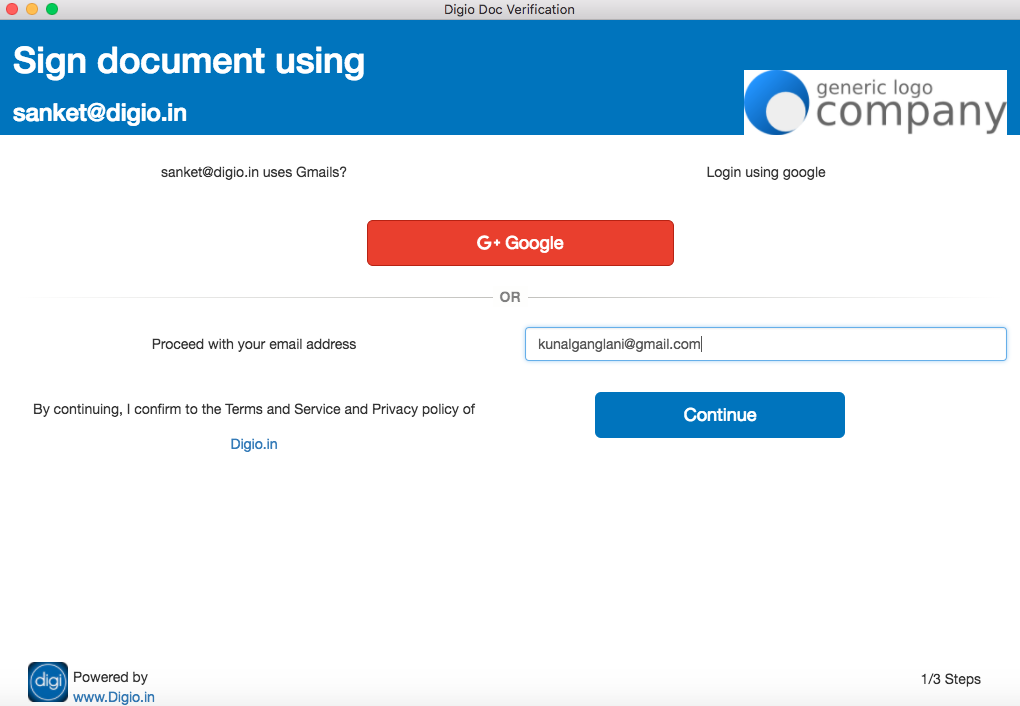 Digio Doc Verification
Sign document using
sanket@digio.in
generic logo
company
sanket@digio.in uses Gmails?
Login using google
G+ Google
OR
Proceed with your email address
kunalganglani@gmail.com
By continuing, I confirm to the Terms and Service and Privacy policy of
Digio.in
Continue
digi
Powered by
www.Digio.in
1/3 Steps